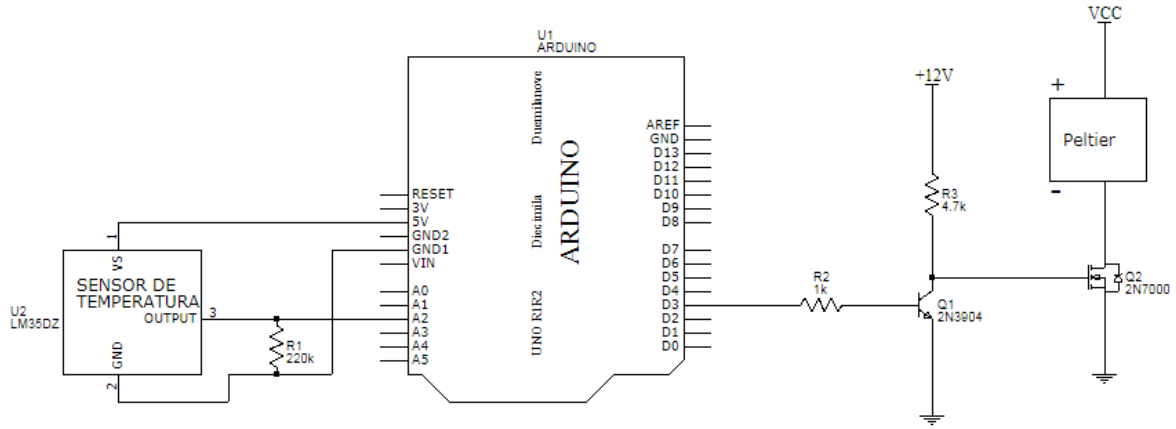 U1
ARDUINO
Duemilanove
Diecimila
UNO R1R2
ARDUINO
RESET
3V
5V
GND2
GND1
VIN
A0
A1
A2
A3
A4
A5
AREF
GND
D13
D12
D11
D10
D9
D8
D7
D6
D5
D4
D3
D2
D1
D0
U2
LM35DZ
1
VS
SENSOR DE
TEMPERATURA
OUTPUT
3
GND
2
R1
220k
R2
1k
+12V
R3
4.7k
Q1
2N3904
VCC
+
Peltier
-
Q2
2N7000